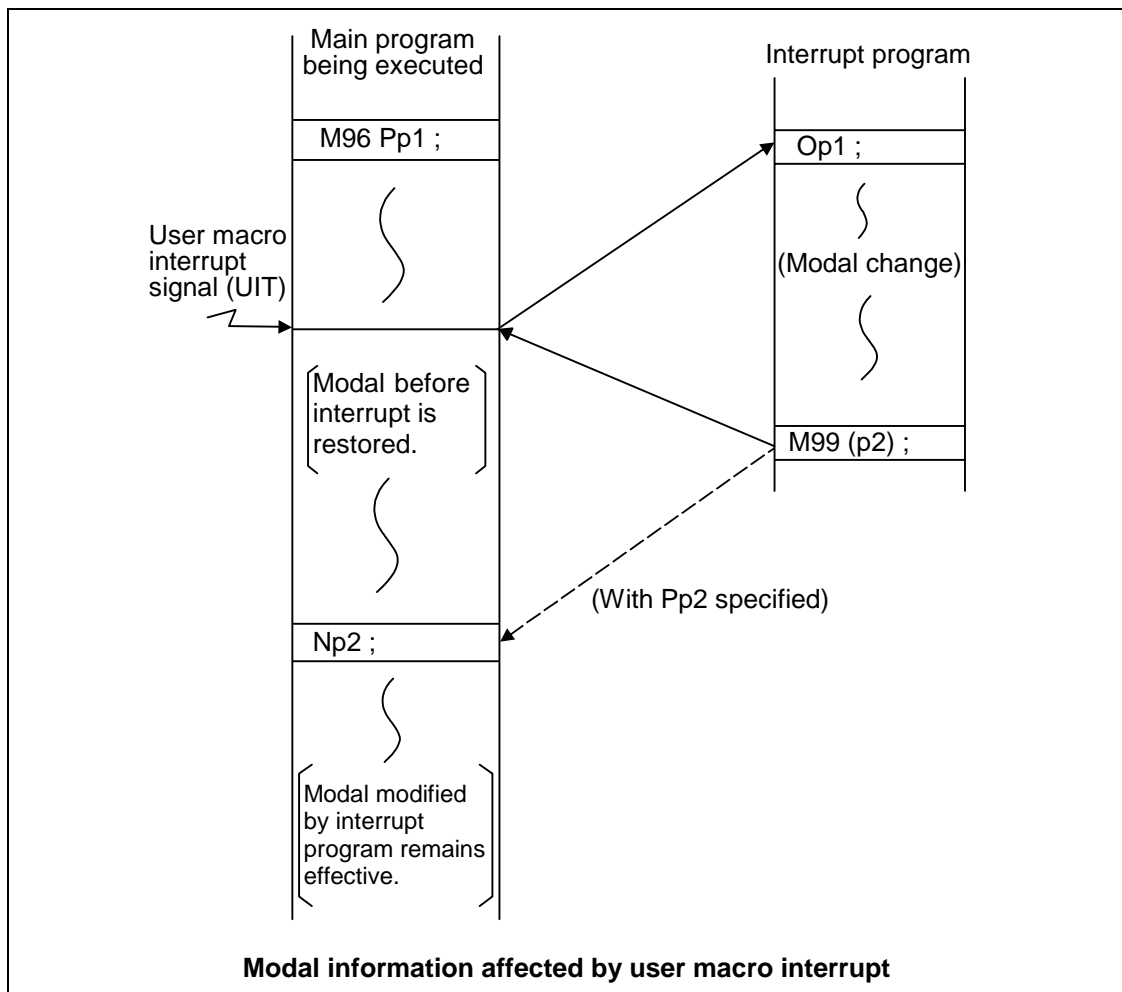 Main program
being executed
Interrupt program
M96 Pp1 ;
Op1 ;
User macro
interrupt
signal (UIT)
(Modal change)
Modal before
interrupt is
restored.
M99 (p2) ;
(With Pp2 specified)
Np2 ;
Modal modified
by interrupt
program remains
effective.
Modal information affected by user macro interrupt